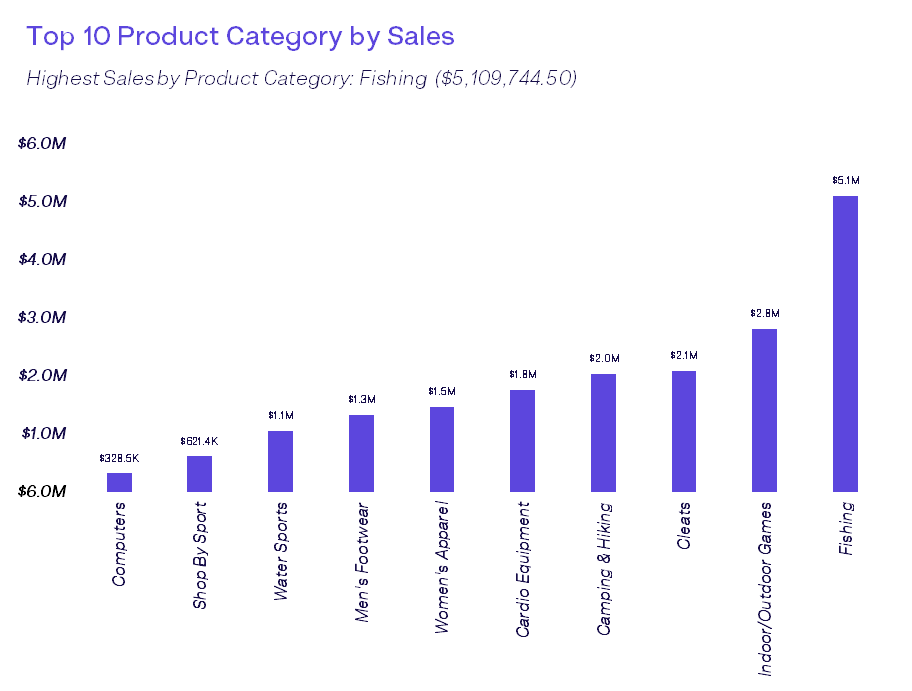 Top 10 Product Category by Sales
Highest Sales by Product Category: Fishing ($5,109,744.50)
$6.0M
$5.0M
$4.0M
$3.0M
$2.0M
$1.0M
$6.0M
$328.5K
$621.4K
$1.1M
$1.3M
$1.5M
$1.8M
$2.0M
$2.1M
$2.8M
$5.1M
Computers
Shop By Sport
Water Sports
Men's Footwear
Women's Apparel
Cardio Equipment
Camping & Hiking
Cleats
Indoor/Outdoor Games
Fishing